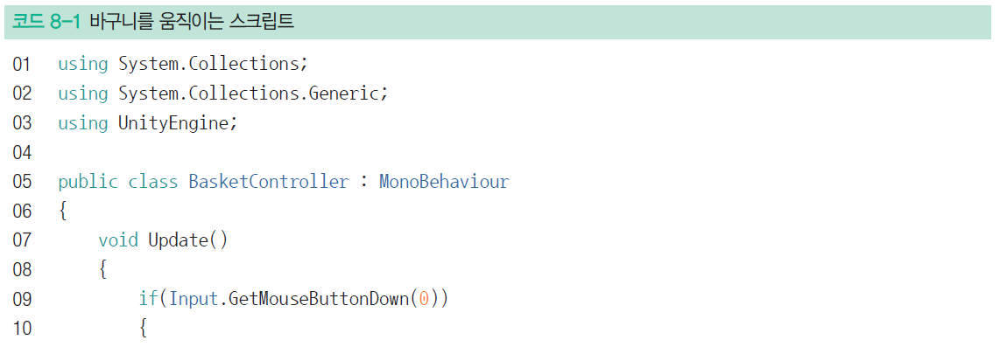 코드 8-1 바구니를 움직이는 스크립트
01 using System.Collections;
02 using System.Collections.Generic;
03 using UnityEngine;
04
05 public class BasketController : MonoBehaviour
06 {
07 void Update()
08 {
09 if(Input.GetMouseButtonDown(0))
10 {